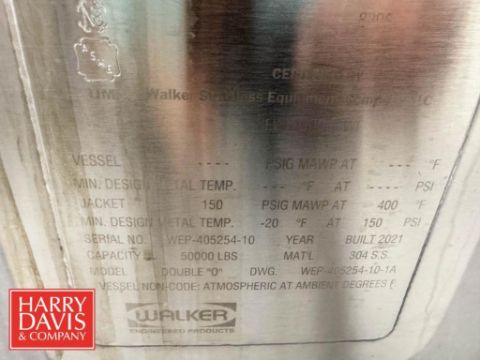 CERTIFIED BY
Walker Stainless Equipment Company LLC
VESSEL ---- PSIG MAWP AT --- °F
MIN. DESIGN METAL TEMP. --- °F AT ---- PSI
JACKET 150 PSIG MAWP AT 400 °F
MIN. DESIGN METAL TEMP. -20 °F AT 150 PSI
SERIAL NO. WEP-405254-10 YEAR BUILT 2021
CAPACITY 50000 LBS MAT'L 304 S.S.
MODEL DOUBLE "O" DWG. WEP-405254-10-1A
VESSEL NON-CODE: ATMOSPHERIC AT AMBIENT DEGREES F
WALKER
ENGINEERED PRODUCTS
HARRY
DAVIS
& COMPANY